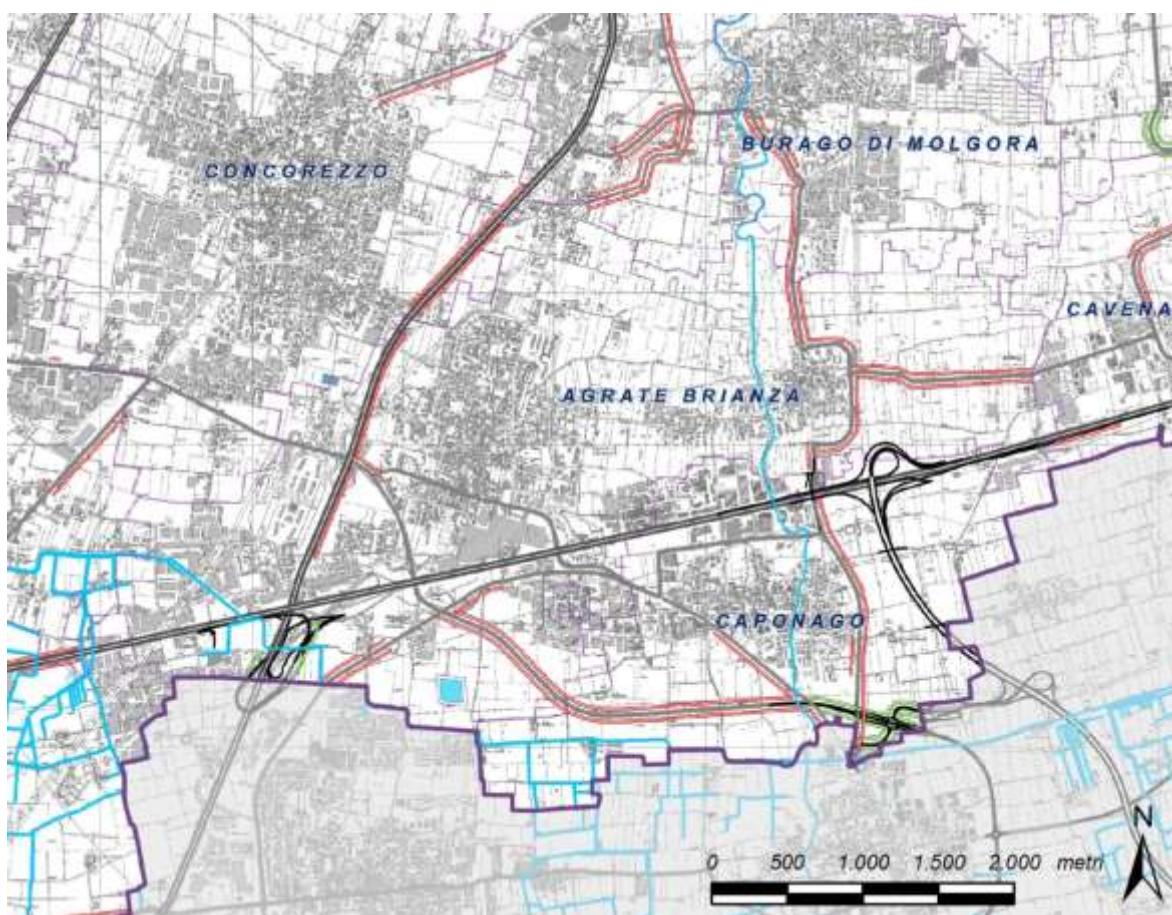 BURAGO DI MOLGORA
CONCOREZZO
CAVENA
AGRATE BRIANZA
CAPONAGO
N
0 500 1.000 1.500 2.000 metri